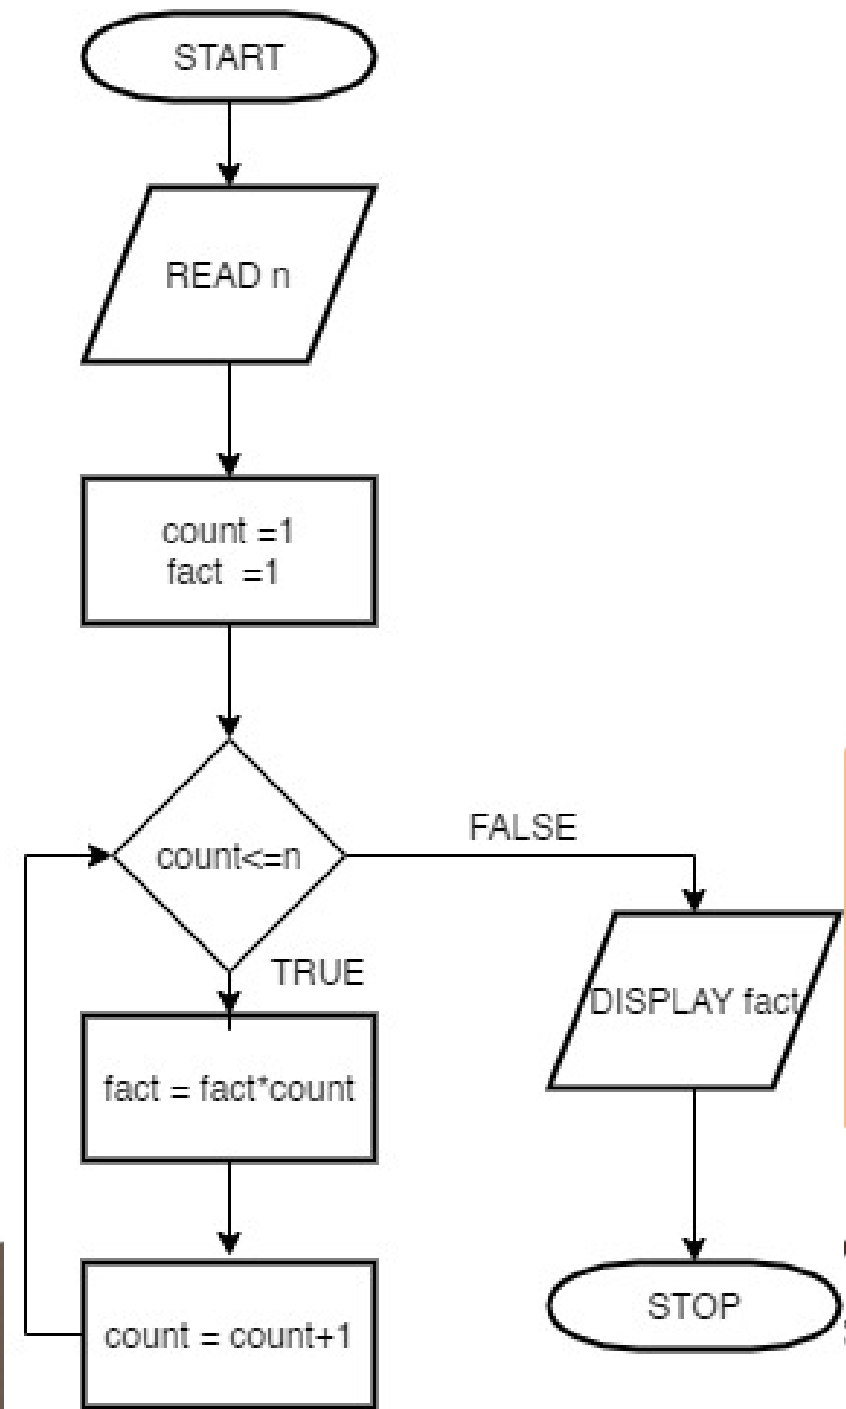 START
READ n
count =1
fact =1
count<=n
FALSE
TRUE
DISPLAY fact
fact = fact*count
count = count+1
STOP